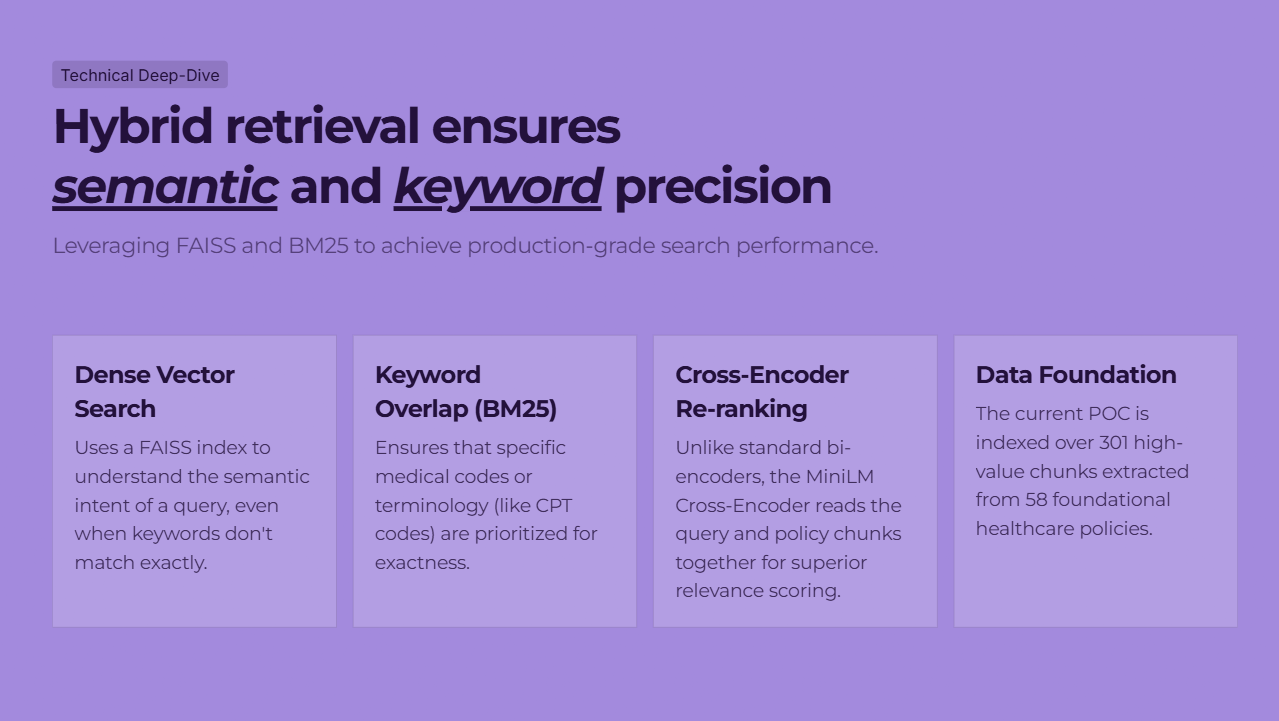 Technical Deep-Dive
Hybrid retrieval ensures
semantic and keyword precision
Leveraging FAISS and BM25 to achieve production-grade search performance.
Dense Vector
Search
Uses a FAISS index to
understand the semantic
intent of a query, even
when keywords don't
match exactly.
Keyword
Overlap (BM25)
Ensures that specific
medical codes or
terminology (like CPT
codes) are prioritized for
exactness.
Cross-Encoder
Re-ranking
Unlike standard bi-
encoders, the MiniLM
Cross-Encoder reads the
query and policy chunks
together for superior
relevance scoring.
Data Foundation
The current POC is
indexed over 301 high-
value chunks extracted
from 58 foundational
healthcare policies.